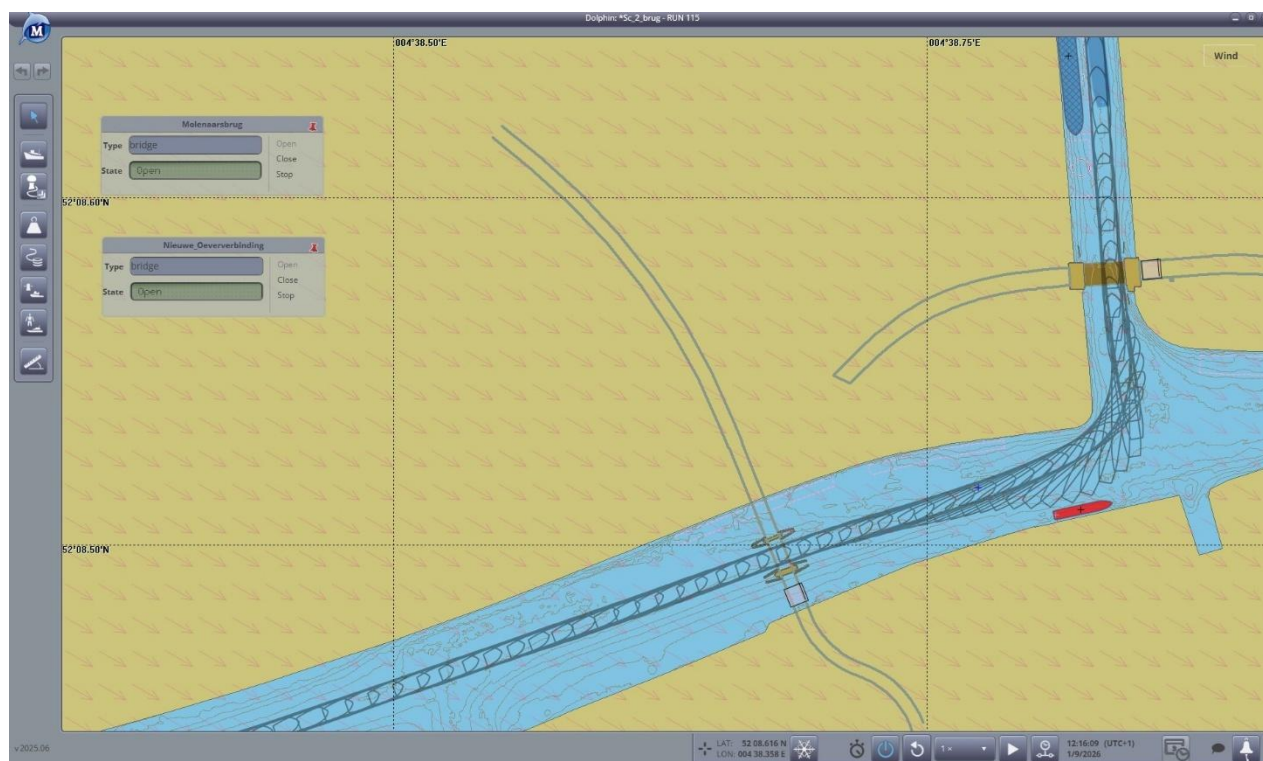 Dolphin: *Sc_2_brug - RUN 115
M
004°38.50'E
004°38.75'E
Wind
Molenaarsbrug
Type bridge Open
Close
State Open Stop
52°08.60'N
Nieuwe_Oeververbinding
Type bridge Open
Close
State Open Stop
52°08.50'N
v 2025.06
LAT: 52 08.616 N
LON: 004 38.358 E
1×
12:16:09 (UTC+1)
1/9/2026